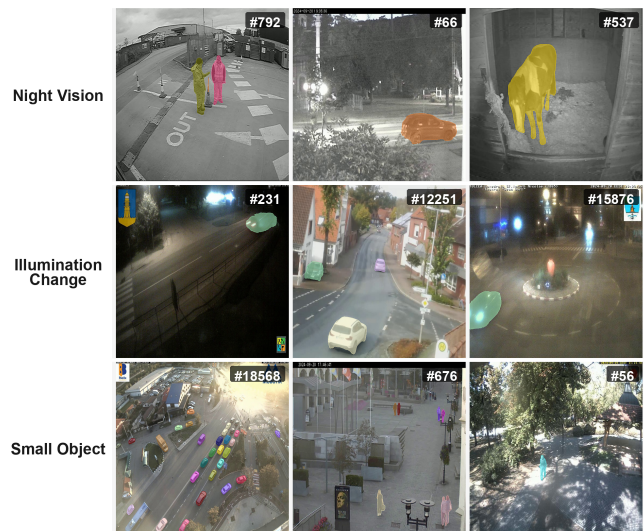 Night Vision
#792
OUT
#66
#537
Illumination
Change
#231
#12251
#15876
Small Object
#18568
#676
#56